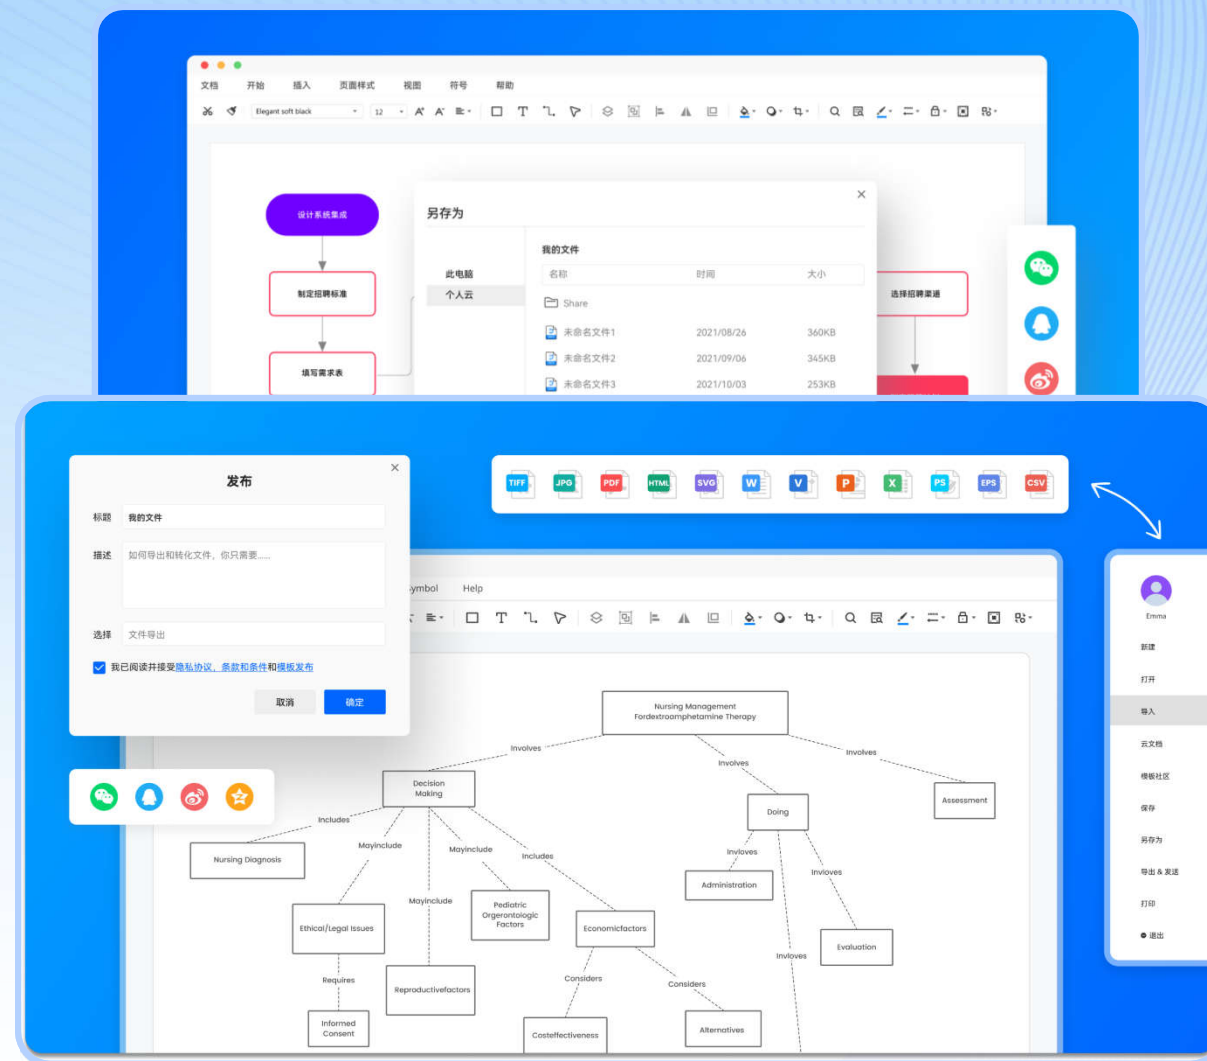 文档 开始 插入 页面样式 视图 符号 帮助
Elegant soft black 12 A+ A-
设计系统集成
制定招聘标准
填写需求表
另存为
此电脑
个人云
我的文件
名称 时间 大小
Share
未命名文件1 2021/08/26 360KB
未命名文件2 2021/09/06 345KB
未命名文件3 2021/10/03 253KB
选择招聘渠道
发布
标题 我的文件
描述 如何导出和转化文件，你只需要......
选择 文件导出
我已阅读并接受隐私协议、条款和条件和模板发布
取消 确定
TIFF JPG PDF HTML SVG W V P X PS EPS CSV
ymbol Help
Nursing Management
Fordextroamphetamine Therapy
Involves
Involves
Involves
Decision
Making
Doing
Assessment
Includes
Mayinclude
Mayinclude
Includes
Invloves
Invloves
Nursing Diagnosis
Administration
Mayinclude
Pediatric
Orgerontologic
Factors
Ethical/Legal Issues
Economicfactors
Evaluation
Invloves
Requires
Reproductivefactors
Considers
Considers
Informed
Consent
Costeffectiveness
Alternatives
Emma
新建
打开
导入
云文档
模板社区
保存
另存为
导出 & 发送
打印
退出